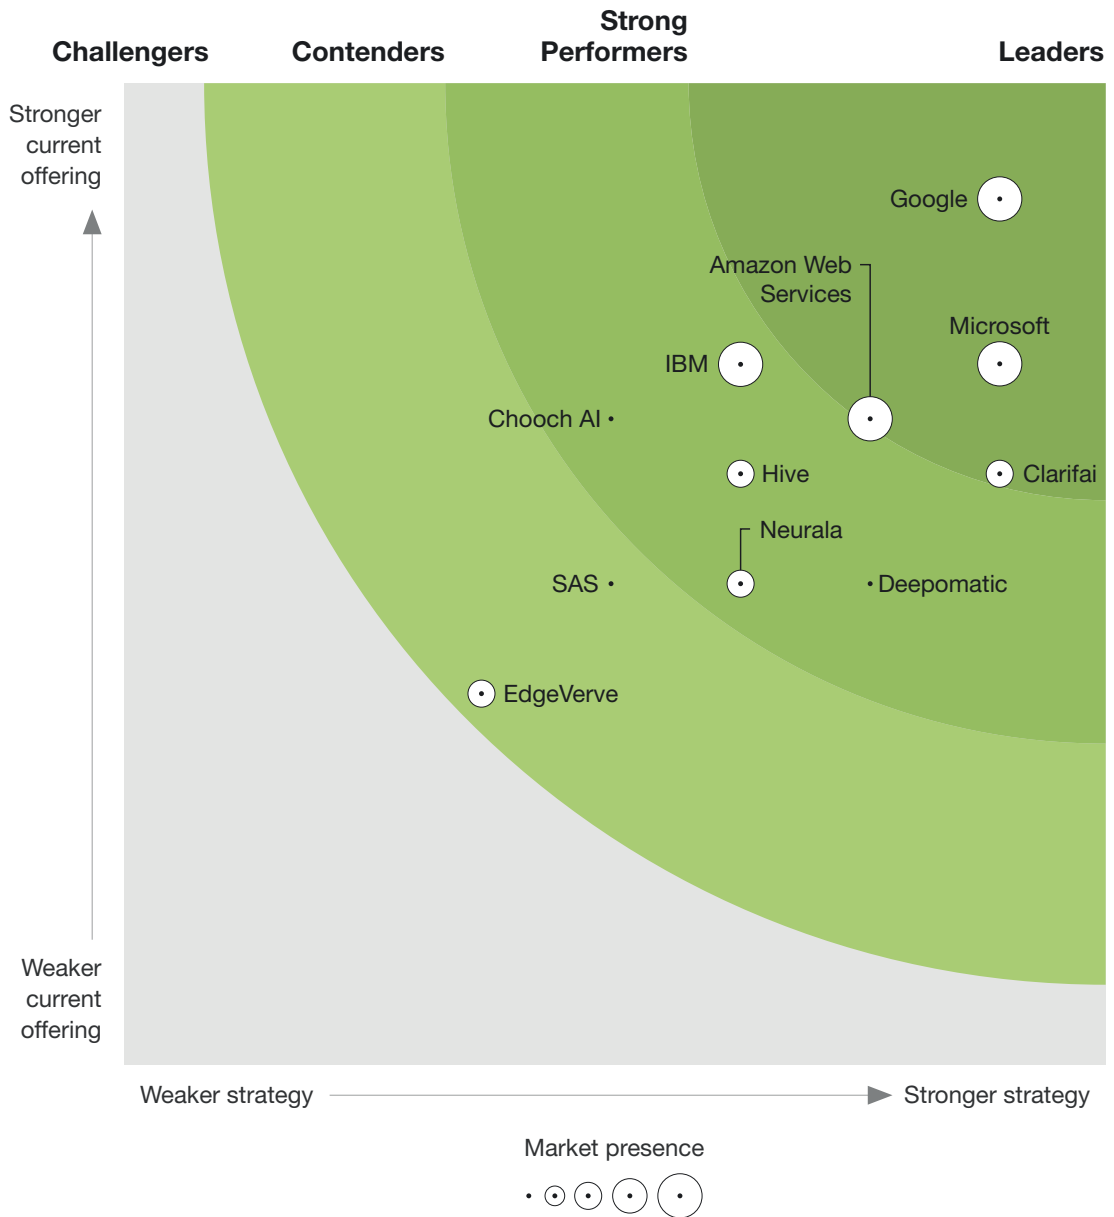 Challengers
Contenders
Strong
Performers
Leaders
Stronger
current
offering
Google
Amazon Web
Services
Microsoft
IBM
Chooch AI
Hive
Clarifai
Neurala
SAS
Deepomatic
EdgeVerve
Weaker
current
offering
Weaker strategy
Stronger strategy
Market presence